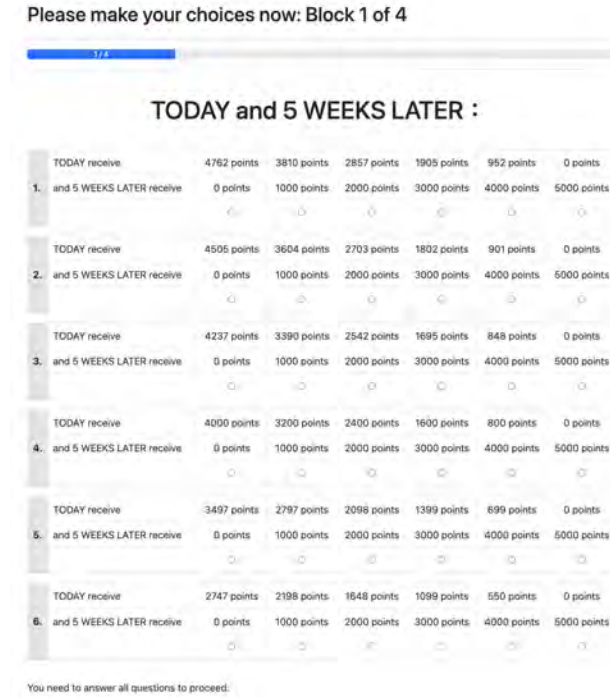 Please make your choices now: Block 1 of 4
1/4
TODAY and 5 WEEKS LATER :
TODAY receive 4762 points 3810 points 2857 points 1905 points 952 points 0 points
1. and 5 WEEKS LATER receive 0 points 1000 points 2000 points 3000 points 4000 points 5000 points
TODAY receive 4505 points 3604 points 2703 points 1802 points 901 points 0 points
2. and 5 WEEKS LATER receive 0 points 1000 points 2000 points 3000 points 4000 points 5000 points
TODAY receive 4237 points 3390 points 2542 points 1695 points 848 points 0 points
3. and 5 WEEKS LATER receive 0 points 1000 points 2000 points 3000 points 4000 points 5000 points
TODAY receive 4000 points 3200 points 2400 points 1600 points 800 points 0 points
4. and 5 WEEKS LATER receive 0 points 1000 points 2000 points 3000 points 4000 points 5000 points
TODAY receive 3497 points 2797 points 2098 points 1399 points 699 points 0 points
5. and 5 WEEKS LATER receive 0 points 1000 points 2000 points 3000 points 4000 points 5000 points
TODAY receive 2747 points 2198 points 1648 points 1099 points 550 points 0 points
6. and 5 WEEKS LATER receive 0 points 1000 points 2000 points 3000 points 4000 points 5000 points
You need to answer all questions to proceed.